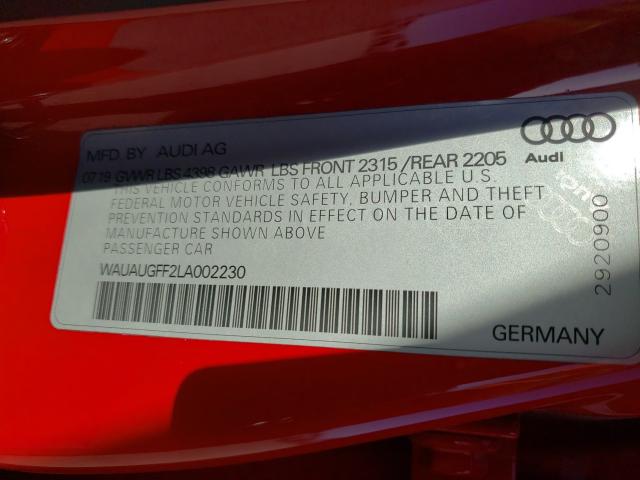 MFD BY AUDI AG
0719 GVWR LBS 4398 GAWR LBS FRONT 2315 /REAR 2205
THIS VEHICLE CONFORMS TO ALL APPLICABLE U.S.
FEDERAL MOTOR VEHICLE SAFETY, BUMPER AND THEFT
PREVENTION STANDARDS IN EFFECT ON THE DATE OF
MANUFACTURE SHOWN ABOVE
PASSENGER CAR
WAUAUGFF2LA002230
Audi
2920900
GERMANY